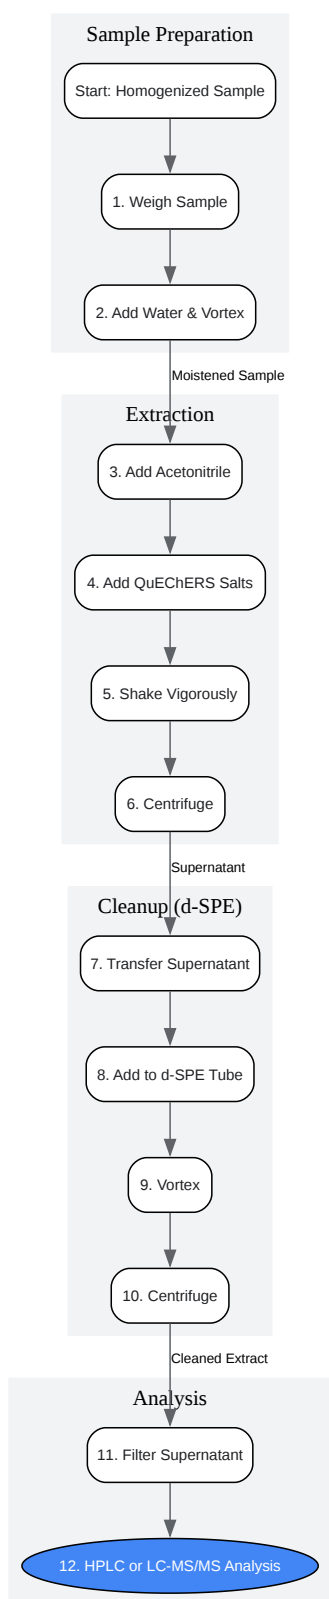 Sample Preparation
Start: Homogenized Sample
1. Weigh Sample
2. Add Water & Vortex
Moistened Sample
Extraction
3. Add Acetonitrile
4. Add QuEChERS Salts
5. Shake Vigorously
6. Centrifuge
Supernatant
Cleanup (d-SPE)
7. Transfer Supernatant
8. Add to d-SPE Tube
9. Vortex
10. Centrifuge
Cleaned Extract
Analysis
11. Filter Supernatant
12. HPLC or LC-MS/MS Analysis